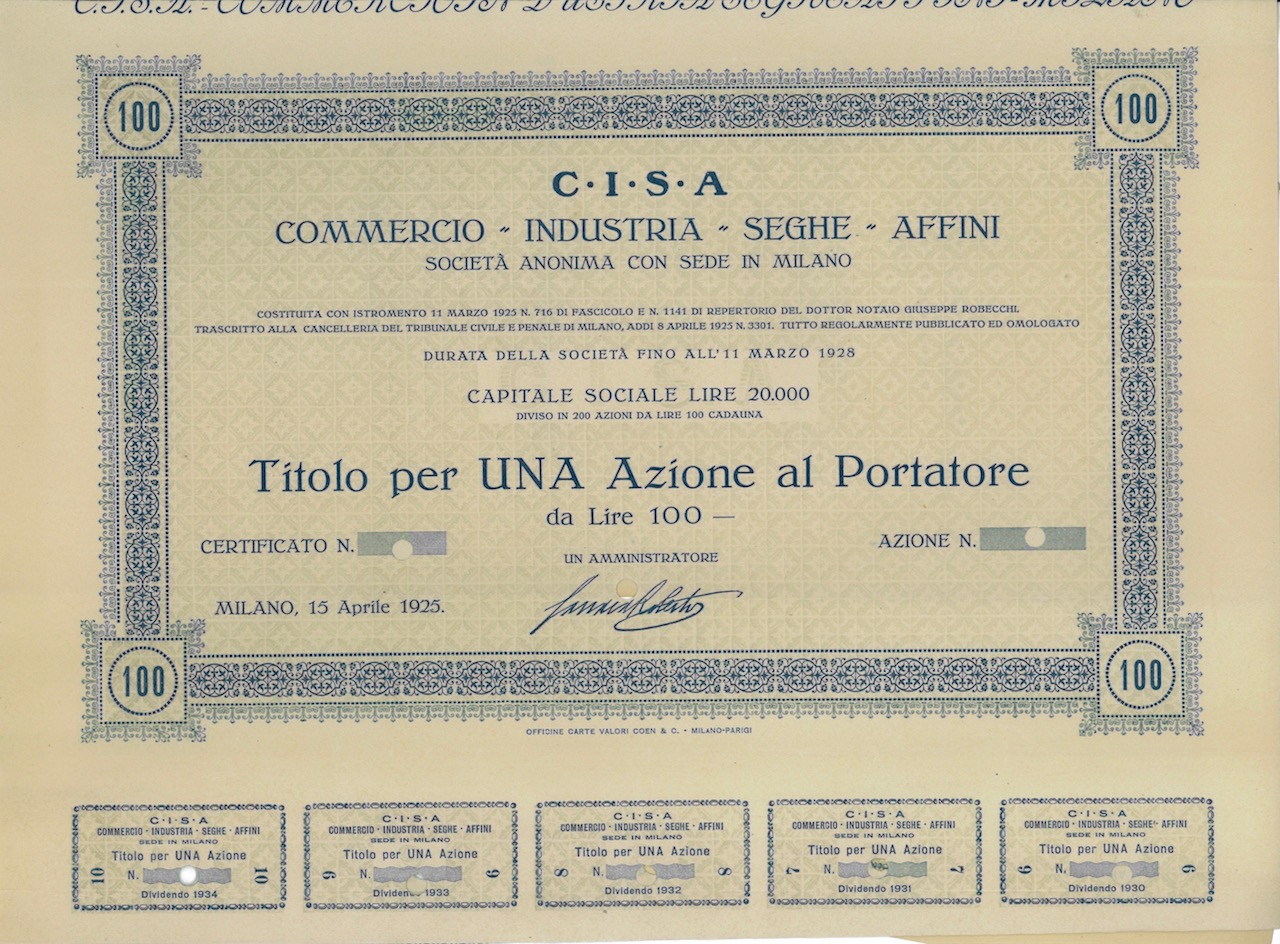 100
100
C·I·S·A
COMMERCIO - INDUSTRIA - SEGHE - AFFINI
SOCIETÀ ANONIMA CON SEDE IN MILANO
COSTITUITA CON ISTROMENTO 11 MARZO 1925 N. 716 DI FASCICOLO E N. 1141 DI REPERTORIO DEL DOTTOR NOTAIO GIUSEPPE ROBECCHI.
TRASCRITTO ALLA CANCELLERIA DEL TRIBUNALE CIVILE E PENALE DI MILANO, ADDI 8 APRILE 1925 N. 3301. TUTTO REGOLARMENTE PUBBLICATO ED OMOLOGATO
DURATA DELLA SOCIETÀ FINO ALL'11 MARZO 1928
CAPITALE SOCIALE LIRE 20.000
DIVISO IN 200 AZIONI DA LIRE 100 CADAUNA
Titolo per UNA Azione al Portatore
da Lire 100 —
CERTIFICATO N.
AZIONE N.
UN AMMINISTRATORE
MILANO, 15 Aprile 1925.
100
100
OFFICINE CARTE VALORI COEN & C. - MILANO-PARIGI
C·I·S·A
COMMERCIO - INDUSTRIA - SEGHE - AFFINI
SEDE IN MILANO
Titolo per UNA Azione
10 N. 10
Dividendo 1934
C·I·S·A
COMMERCIO - INDUSTRIA - SEGHE - AFFINI
SEDE IN MILANO
Titolo per UNA Azione
9 N. 9
Dividendo 1933
C·I·S·A
COMMERCIO - INDUSTRIA - SEGHE - AFFINI
SEDE IN MILANO
Titolo per UNA Azione
8 N. 8
Dividendo 1932
C·I·S·A
COMMERCIO - INDUSTRIA - SEGHE - AFFINI
SEDE IN MILANO
Titolo per UNA Azione
7 N. 7
Dividendo 1931
C·I·S·A
COMMERCIO - INDUSTRIA - SEGHE - AFFINI
SEDE IN MILANO
Titolo per UNA Azione
6 N. 6
Dividendo 1930